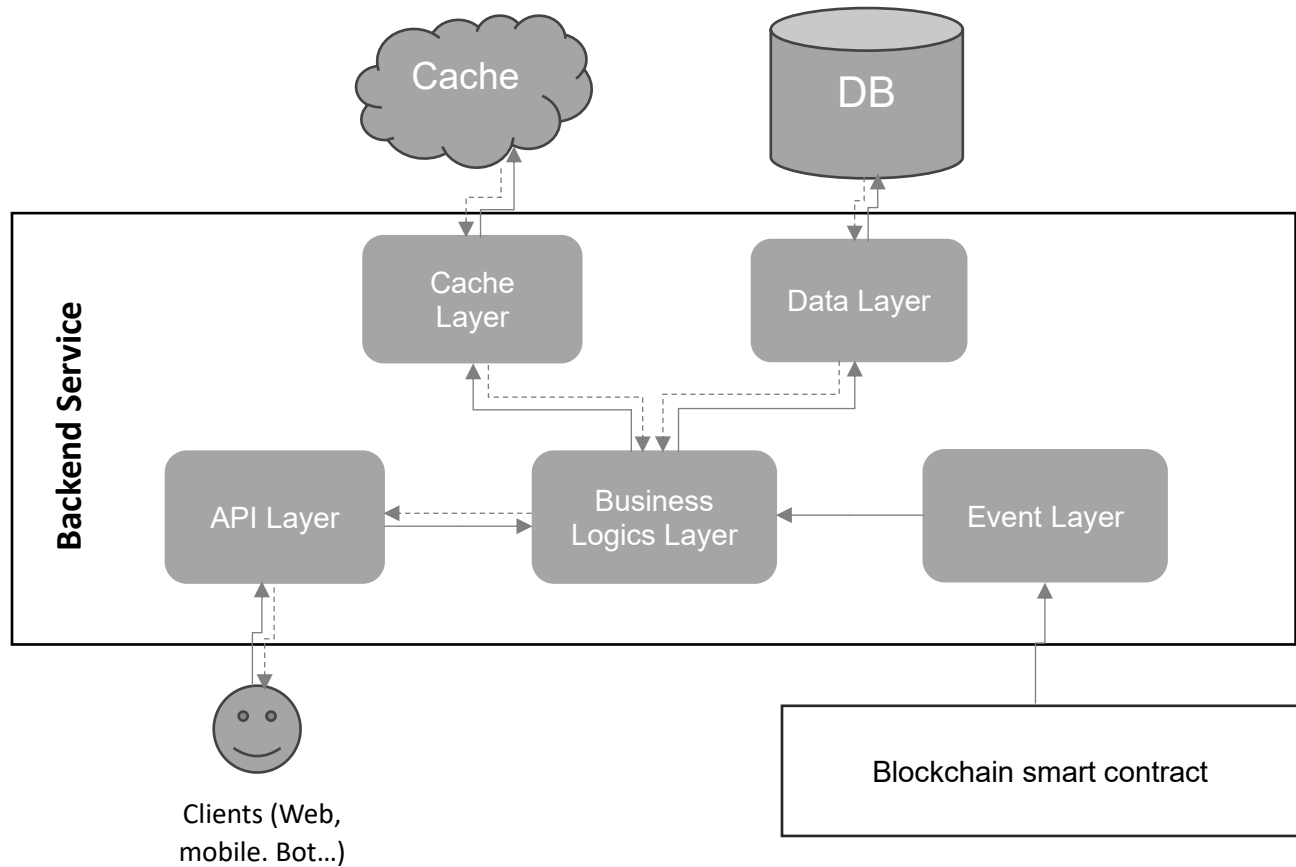 Cache
DB
Backend Service
Cache
Layer
Data Layer
API Layer
Business
Logics Layer
Event Layer
Blockchain smart contract
Clients (Web,
mobile. Bot...)